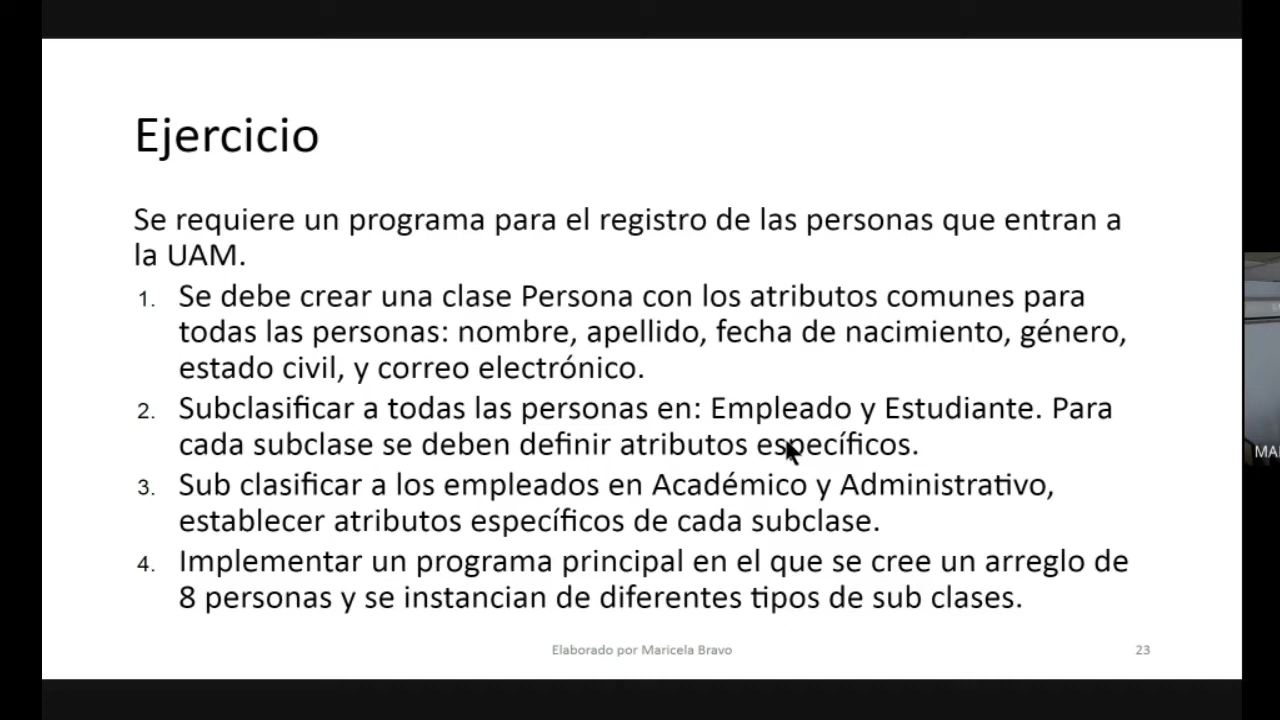 Ejercicio
Se requiere un programa para el registro de las personas que entran a
la UAM.
1. Se debe crear una clase Persona con los atributos comunes para
todas las personas: nombre, apellido, fecha de nacimiento, género,
estado civil, y correo electrónico.
2. Subclasificar a todas las personas en: Empleado y Estudiante. Para
cada subclase se deben definir atributos específicos.
3. Sub clasificar a los empleados en Académico y Administrativo,
establecer atributos específicos de cada subclase.
4. Implementar un programa principal en el que se cree un arreglo de
8 personas y se instancian de diferentes tipos de sub clases.
Elaborado por Maricela Bravo
23